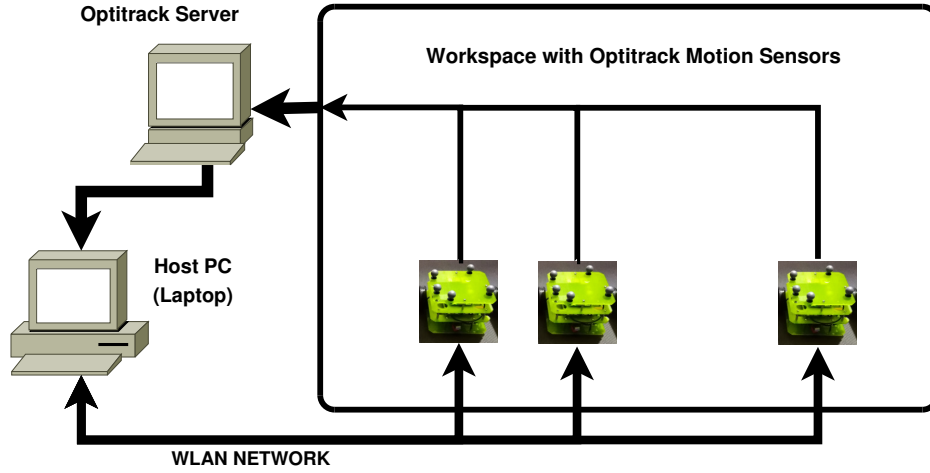 Optitrack Server
Workspace with Optitrack Motion Sensors
Host PC
(Laptop)
WLAN NETWORK